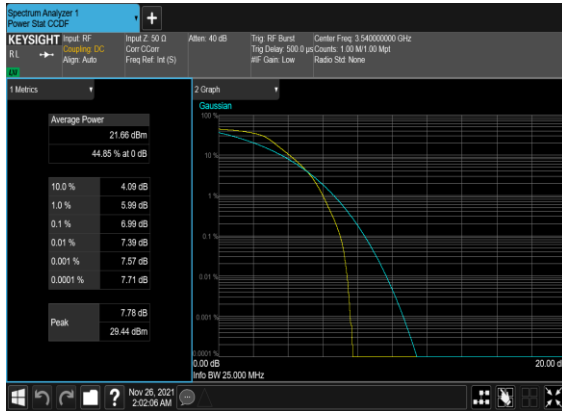 Spectrum Analyzer 1
Power Stat CCDF
+
KEYSIGHT
RL
LXI
Input: RF
Coupling: DC
Align: Auto
Input Z: 50 Ω
Corr CCorr
Freq Ref: Int (S)
Atten: 40 dB
Trig: RF Burst
Trig Delay: 500.0 µs
#IF Gain: Low
Center Freq: 3.540000000 GHz
Counts: 1.00 M/1.00 Mpt
Radio Std: None
1 Metrics
Average Power
21.66 dBm
44.85 % at 0 dB
10.0 % 4.09 dB
1.0 % 5.99 dB
0.1 % 6.99 dB
0.01 % 7.39 dB
0.001 % 7.57 dB
0.0001 % 7.71 dB
Peak 7.78 dB
29.44 dBm
2 Graph
Gaussian
100 %
10 %
1 %
0.1 %
0.01 %
0.001 %
0.0001 %
0.00 dB
20.00 dB
Info BW 25.000 MHz
?
Nov 26, 2021
2:02:06 AM